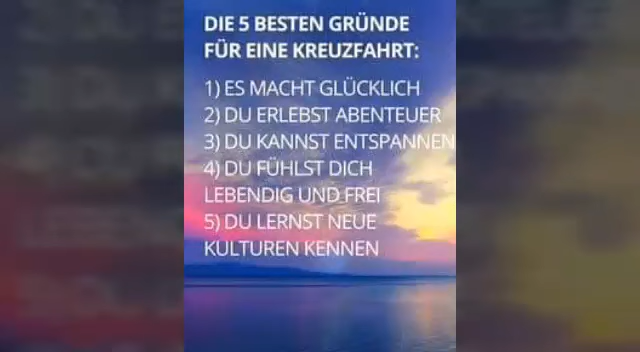 DIE 5 BESTEN GRÜNDE
FÜR EINE KREUZFAHRT:
1) ES MACHT GLÜCKLICH
2) DU ERLEBST ABENTEUER
3) DU KANNST ENTSPANNEN
4) DU FÜHLST DICH
LEBENDIG UND FREI
5) DU LERNST NEUE
KULTUREN KENNEN